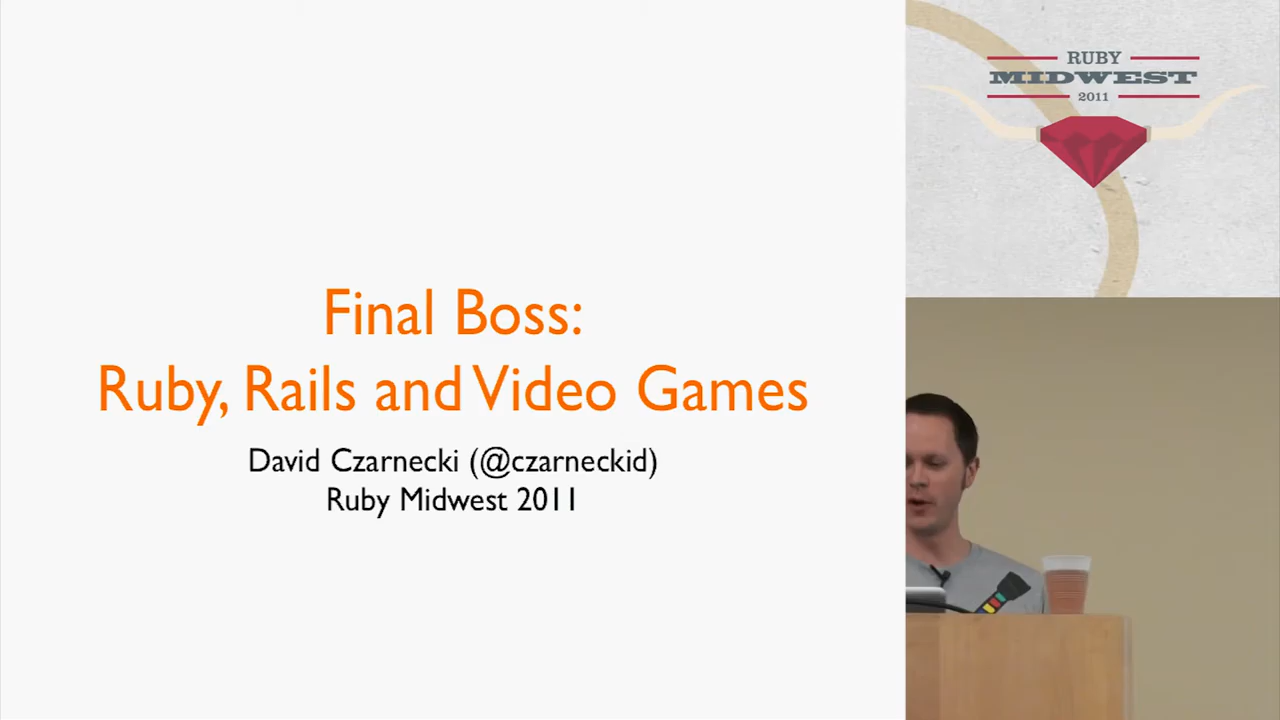 Final Boss:
Ruby, Rails and Video Games
David Czarnecki (@czarneckid)
Ruby Midwest 2011
RUBY
MIDWEST
2011